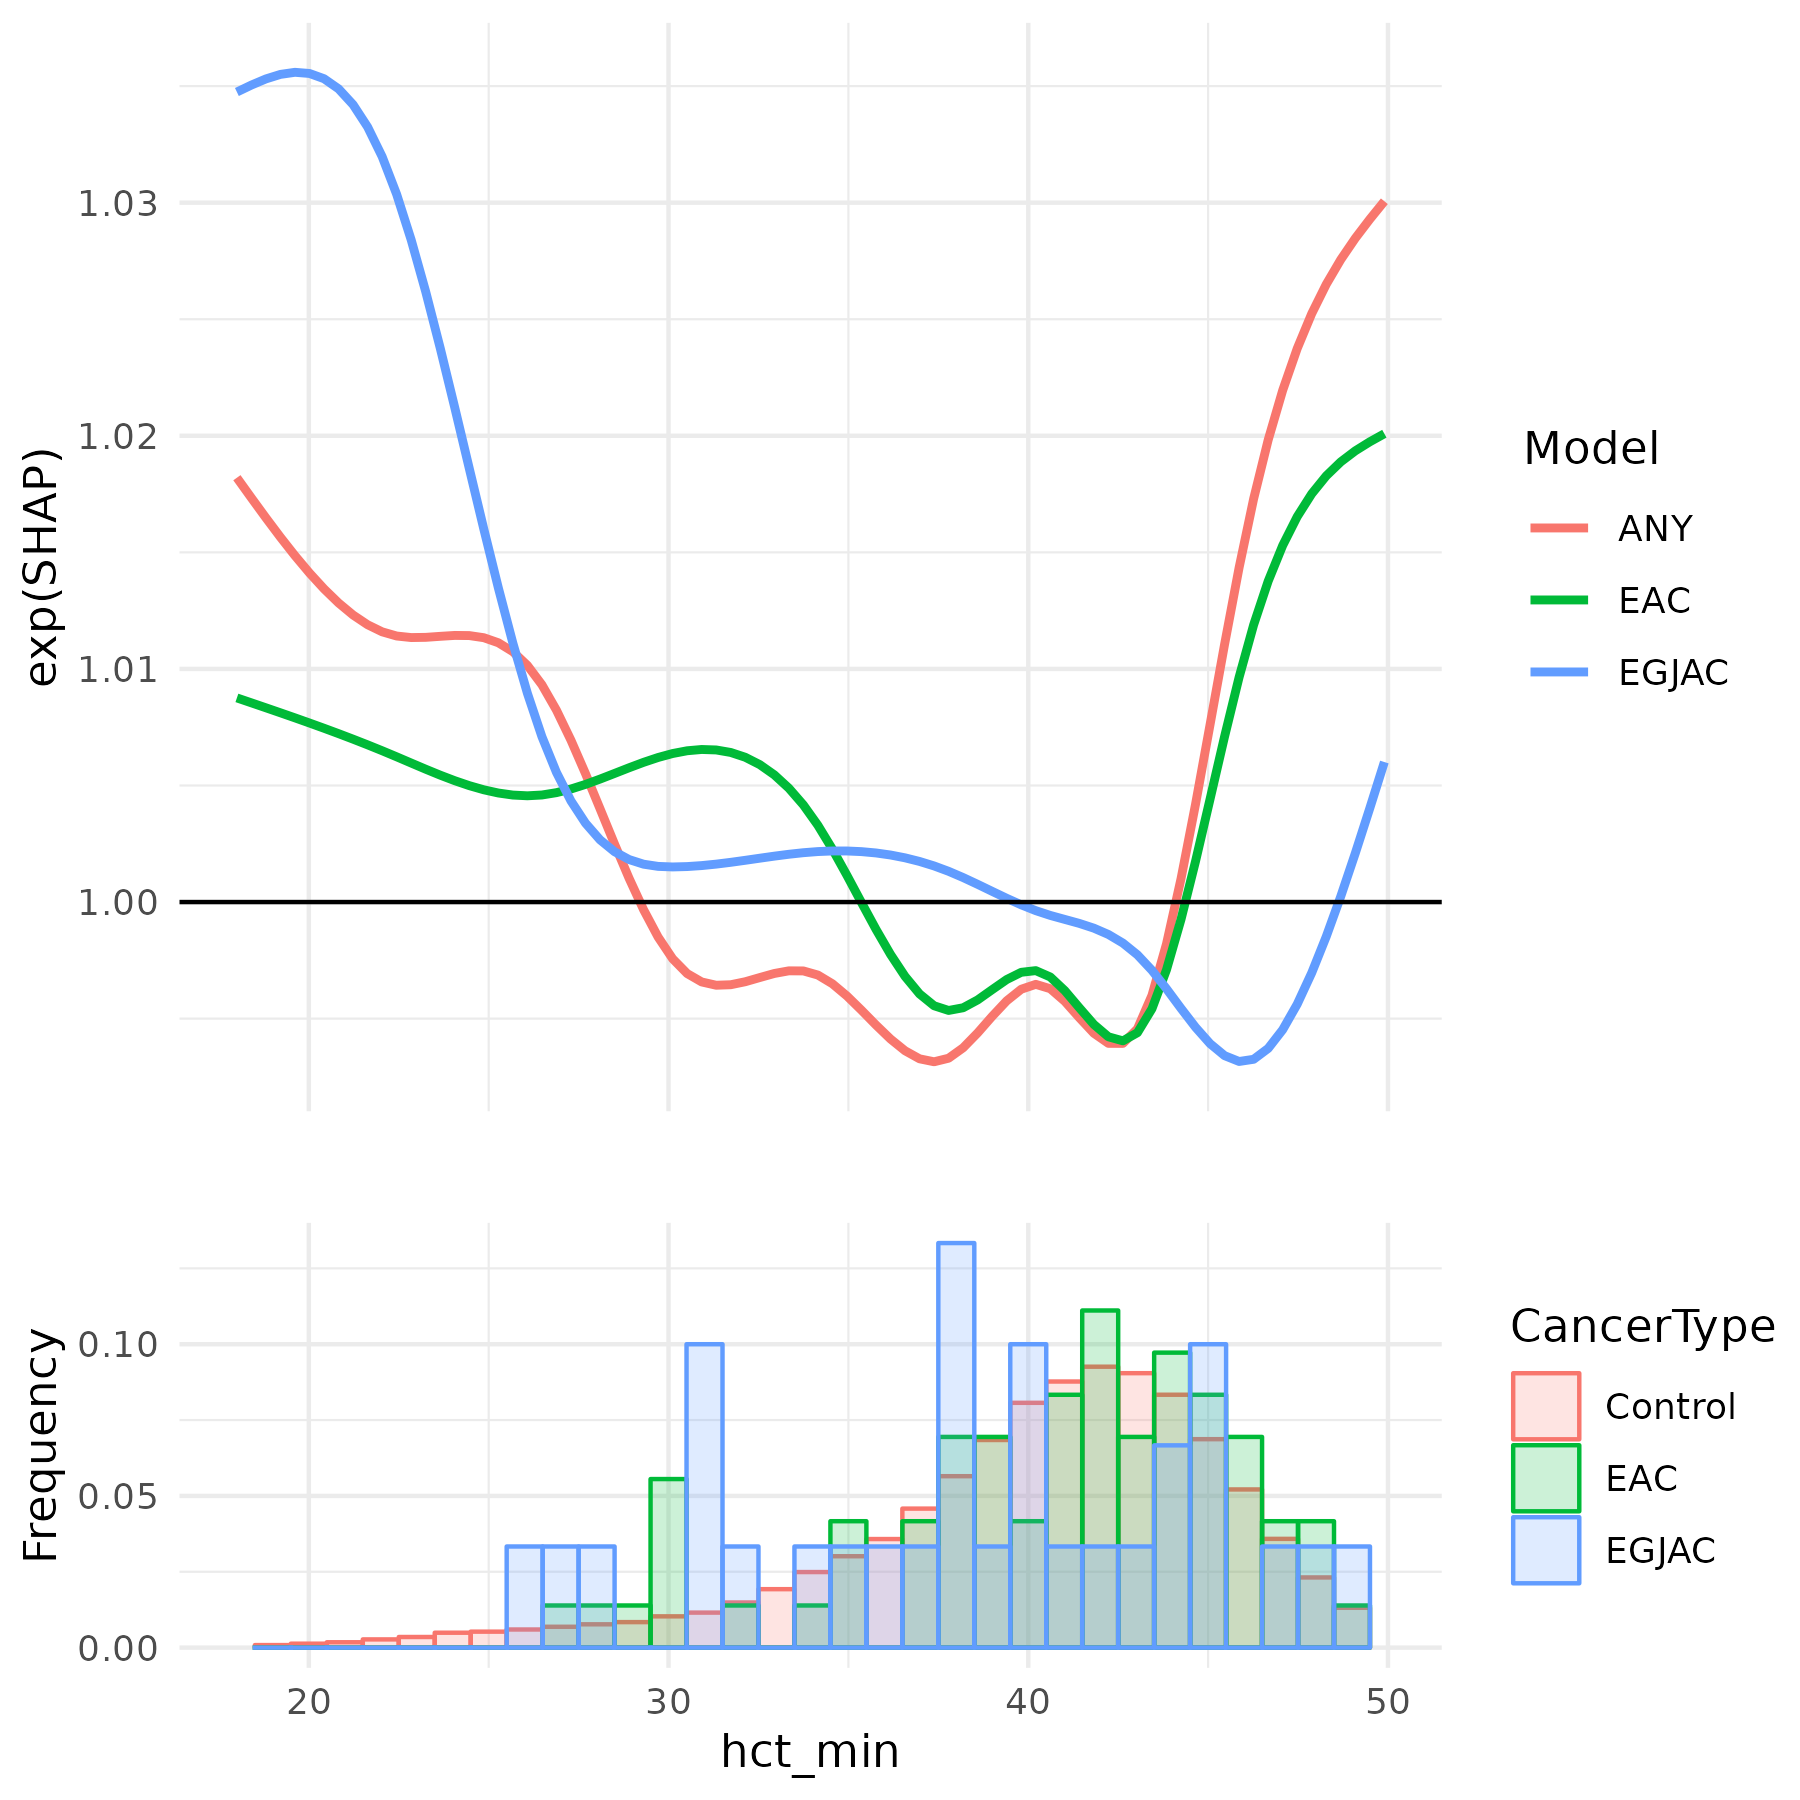 exp(SHAP)
1.03
1.02
1.01
1.00
Model
ANY
EAC
EGJAC
Frequency
0.10
0.05
0.00
20 30 40 50
hct_min
CancerType
Control
EAC
EGJAC